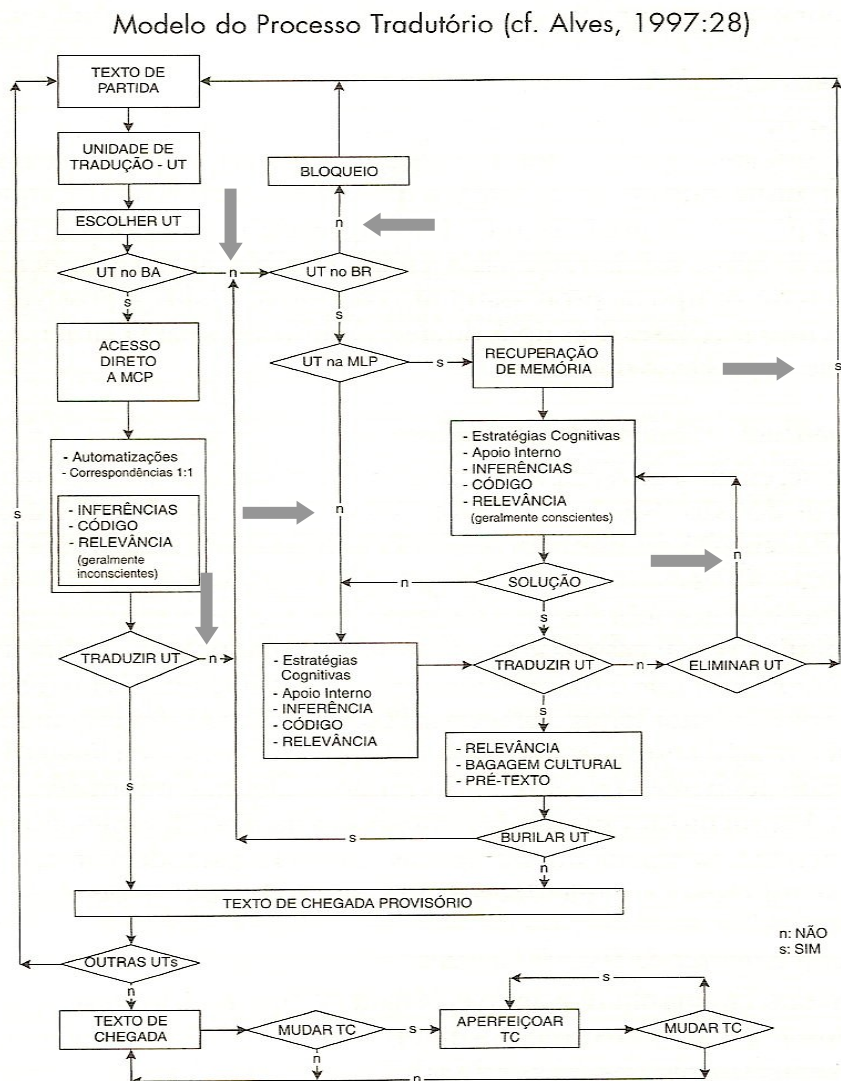 Modelo do Processo Tradutório (cf. Alves, 1997:28)
TEXTO DE
PARTIDA
UNIDADE DE
TRADUÇÃO - UT
BLOQUEIO
ESCOLHER UT
n
UT no BA
n
UT no BR
s
s
ACESSO
DIRETO
A MCP
UT na MLP
s
RECUPERAÇÃO
DE MEMÓRIA
s
- Automatizações
- Correspondências 1:1
- INFERÊNCIAS
- CÓDIGO
- RELEVÂNCIA
(geralmente
inconscientes)
- Estratégias Cognitivas
- Apoio Interno
- INFERÊNCIAS
- CÓDIGO
- RELEVÂNCIA
(geralmente conscientes)
s
n
n
n
SOLUÇÃO
s
TRADUZIR UT
n
- Estratégias
Cognitivas
- Apoio Interno
- INFERÊNCIA
- CÓDIGO
- RELEVÂNCIA
TRADUZIR UT
n
ELIMINAR UT
s
- RELEVÂNCIA
- BAGAGEM CULTURAL
- PRÉ-TEXTO
s
s
BURILAR UT
n
TEXTO DE CHEGADA PROVISÓRIO
n: NÃO
s: SIM
OUTRAS UTs
n
s
TEXTO DE
CHEGADA
MUDAR TC
s
APERFEIÇOAR
TC
MUDAR TC
n
n